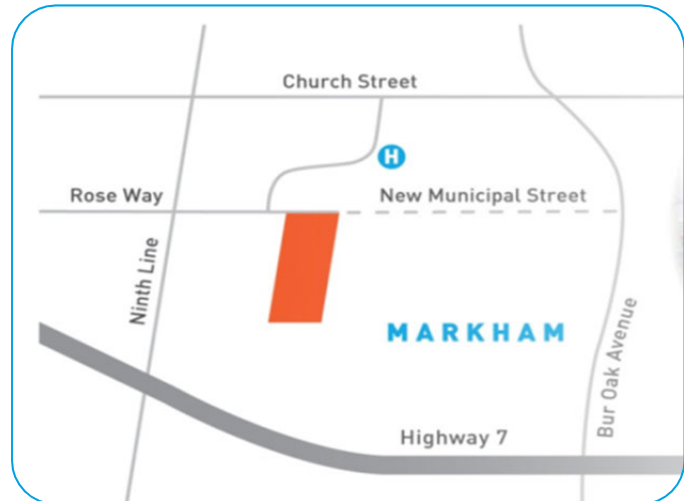 Church Street
H
Rose Way
New Municipal Street
Ninth Line
MARKHAM
Bur Oak Avenue
Highway 7